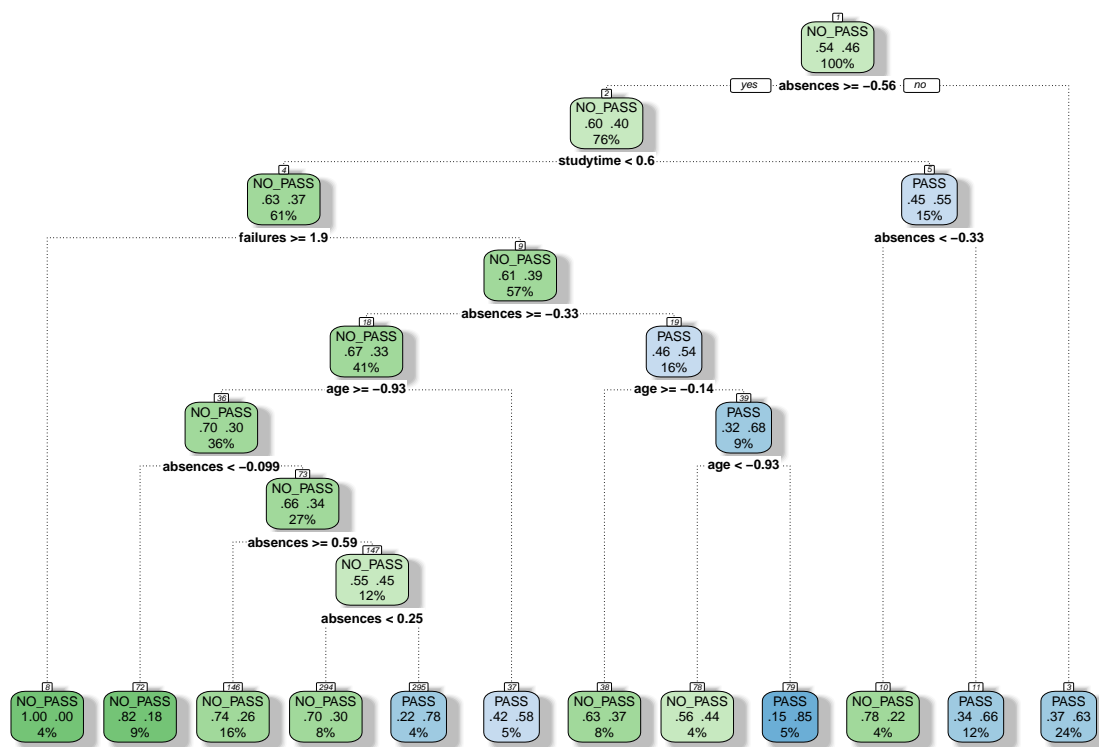 1
NO_PASS
.54 .46
100%
yes
absences >= −0.56
no
2
NO_PASS
.60 .40
76%
studytime < 0.6
4
NO_PASS
.63 .37
61%
5
PASS
.45 .55
15%
failures >= 1.9
absences < −0.33
9
NO_PASS
.61 .39
57%
absences >= −0.33
18
NO_PASS
.67 .33
41%
19
PASS
.46 .54
16%
age >= −0.93
age >= −0.14
36
NO_PASS
.70 .30
36%
39
PASS
.32 .68
9%
absences < −0.099
age < −0.93
73
NO_PASS
.66 .34
27%
absences >= 0.59
147
NO_PASS
.55 .45
12%
absences < 0.25
8
NO_PASS
1.00 .00
4%
72
NO_PASS
.82 .18
9%
146
NO_PASS
.74 .26
16%
294
NO_PASS
.70 .30
8%
295
PASS
.22 .78
4%
37
PASS
.42 .58
5%
38
NO_PASS
.63 .37
8%
78
NO_PASS
.56 .44
4%
79
PASS
.15 .85
5%
10
NO_PASS
.78 .22
4%
11
PASS
.34 .66
12%
3
PASS
.37 .63
24%